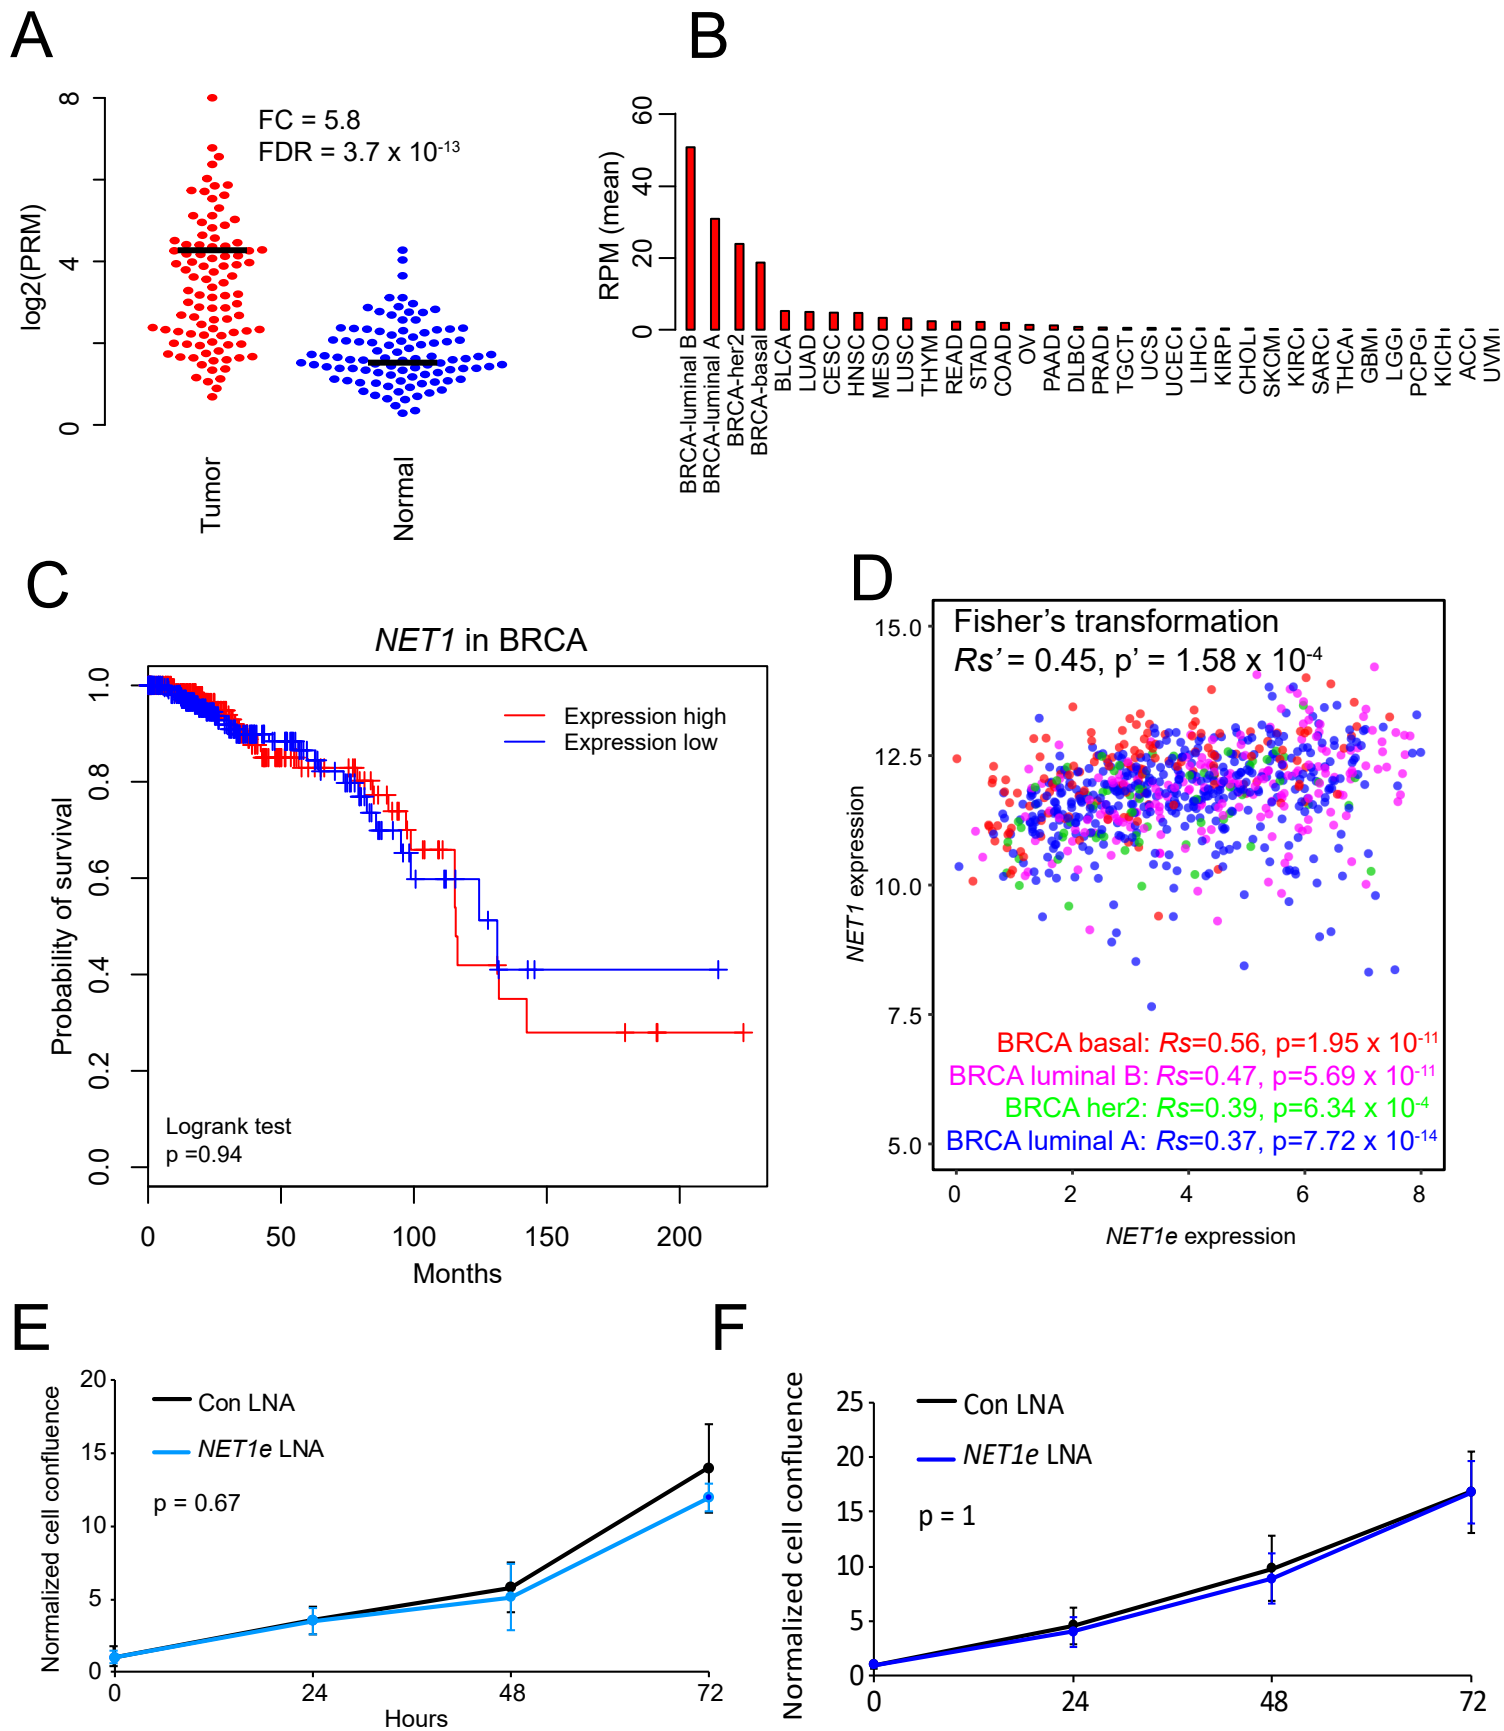 A
8
4
0
log2(PRM)
FC = 5.8
FDR = 3.7 x 10-13
Tumor
Normal
B
60
40
20
0
RPM (mean)
BRCA-luminal B
BRCA-luminal A
BRCA-her2
BRCA-basal
BLCA
LUAD
CESC
HNSC
MESO
LUSC
THYM
READ
STAD
COAD
OV
PAAD
DLBC
PRAD
TGCT
UCS
UCEC
LIHC
KIRP
CHOL
SKCM
KIRC
SARC
THCA
GBM
LGG
PCPG
KICH
ACC
UVM
C
NET1 in BRCA
1.0
0.8
0.6
0.4
0.2
0.0
Probability of survival
Expression high
Expression low
Logrank test
p =0.94
0 50 100 150 200
Months
D
Fisher’s transformation
Rs’ = 0.45, p’ = 1.58 x 10-4
15.0
12.5
10.0
7.5
5.0
NET1 expression
BRCA basal: Rs=0.56, p=1.95 x 10-11
BRCA luminal B: Rs=0.47, p=5.69 x 10-11
BRCA her2: Rs=0.39, p=6.34 x 10-4
BRCA luminal A: Rs=0.37, p=7.72 x 10-14
0 2 4 6 8
NET1e expression
E
20
15
10
5
0
Normalized cell confluence
Con LNA
NET1e LNA
p = 0.67
0 24 48 72
Hours
F
25
20
15
10
5
0
Normalized cell confluence
Con LNA
NET1e LNA
p = 1
0 24 48 72